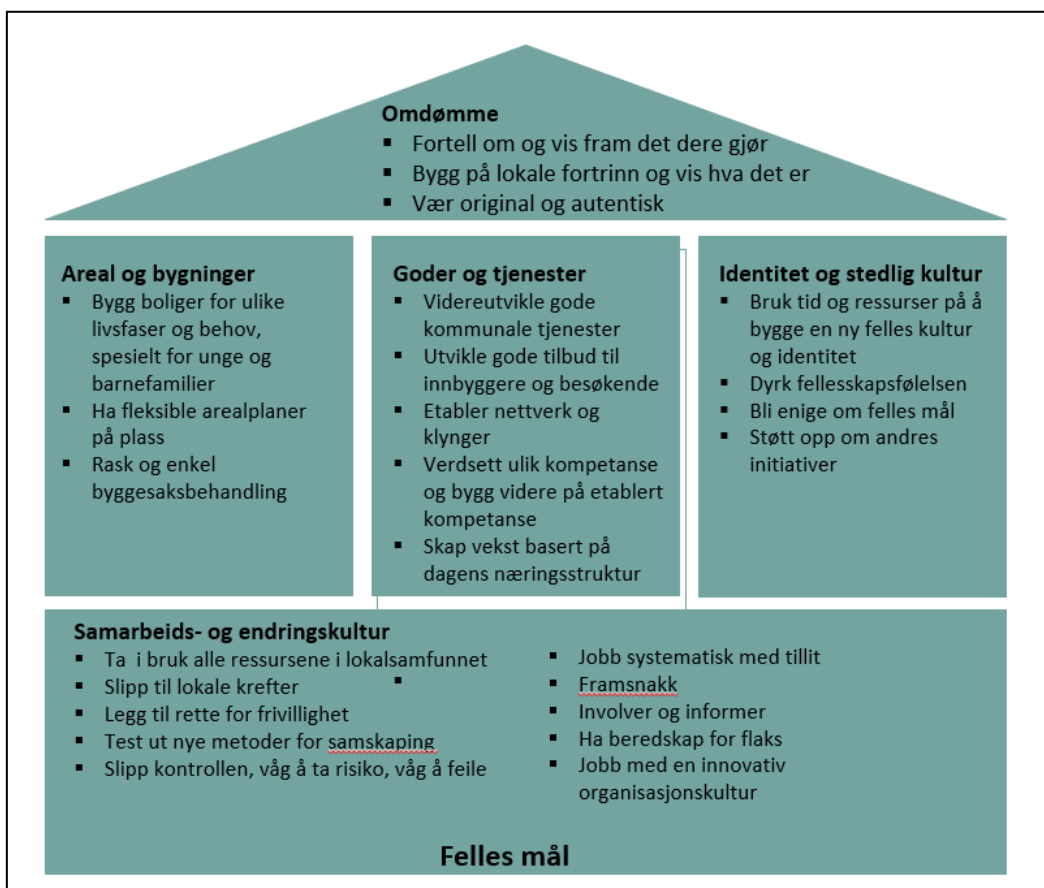 Omdømme
▪ Fortell om og vis fram det dere gjør
▪ Bygg på lokale fortrinn og vis hva det er
▪ Vær original og autentisk
Areal og bygninger
▪ Bygg boliger for ulike
livsfaser og behov,
spesielt for unge og
barnefamilier
▪ Ha fleksible arealplaner
på plass
▪ Rask og enkel
byggesaksbehandling
Goder og tjenester
▪ Videreutvikle gode
kommunale tjenester
▪ Utvikle gode tilbud til
innbyggere og besøkende
▪ Etabler nettverk og
klynger
▪ Verdsett ulik kompetanse
og bygg videre på etablert
kompetanse
▪ Skap vekst basert på
dagens næringsstruktur
Identitet og stedlig kultur
▪ Bruk tid og ressurser på å
bygge en ny felles kultur
og identitet
▪ Dyrk fellesskapsfølelsen
▪ Bli enige om felles mål
▪ Støtt opp om andres
initiativer
Samarbeids- og endringskultur
▪ Ta i bruk alle ressursene i lokalsamfunnet
▪ Slipp til lokale krefter
▪ Legg til rette for frivillighet
▪ Test ut nye metoder for samskaping
▪ Slipp kontrollen, våg å ta risiko, våg å feile
▪
▪ Jobb systematisk med tillit
▪ Framsnakk
▪ Involver og informer
▪ Ha beredskap for flaks
▪ Jobb med en innovativ
organisasjonskultur
Felles mål